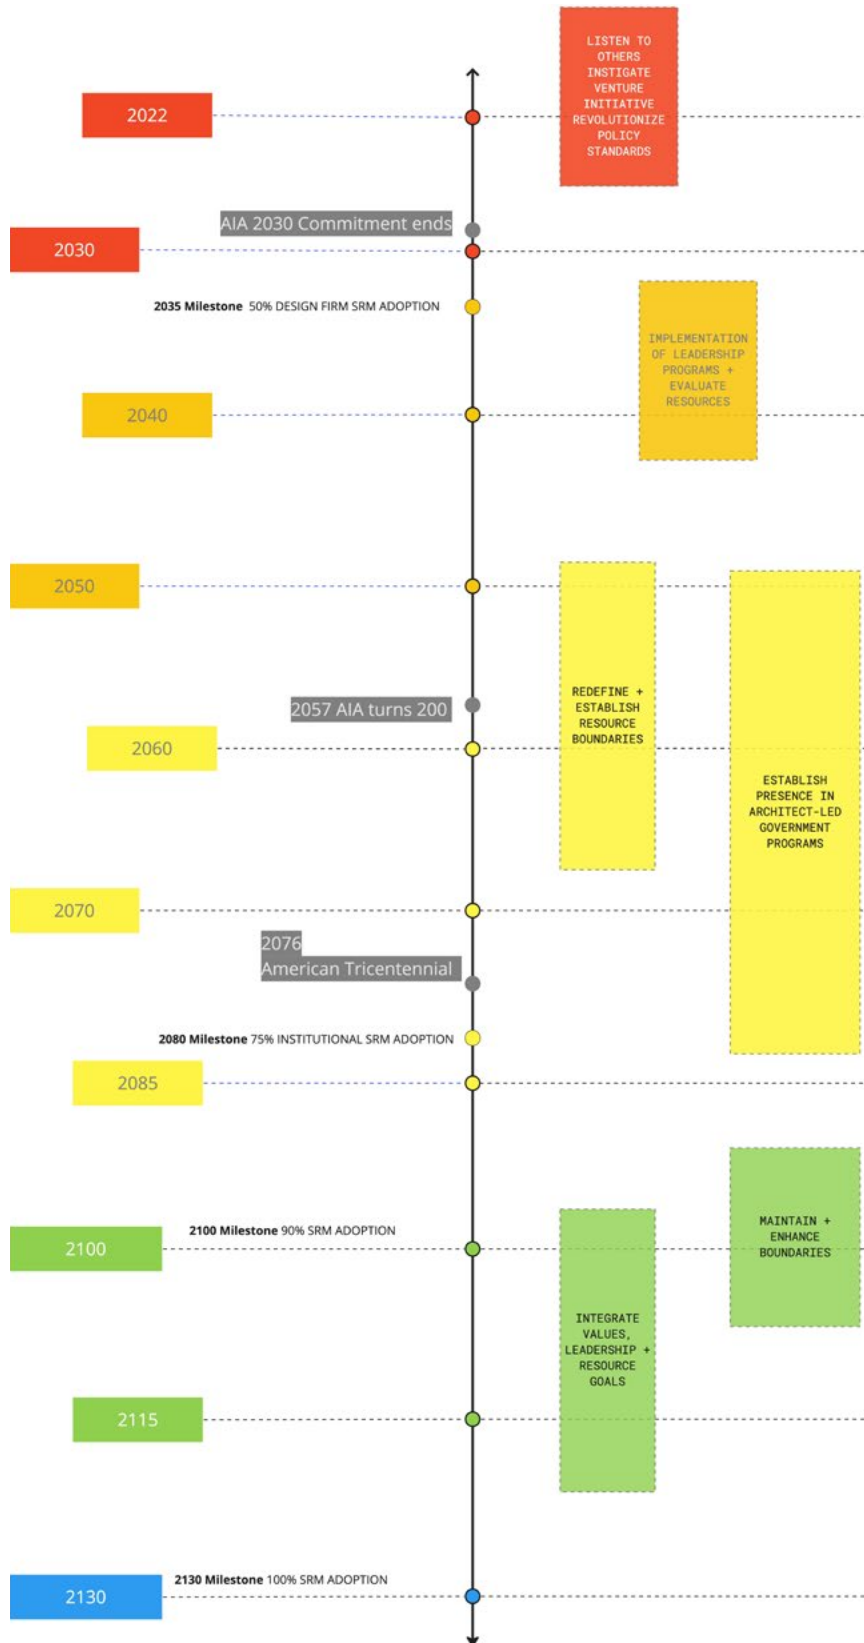 LISTEN TO
OTHERS
INSTIGATE
VENTURE
INITIATIVE
REVOLUTIONIZE
POLICY
STANDARDS
2022
AIA 2030 Commitment ends
2030
2035 Milestone 50% DESIGN FIRM SRM ADOPTION
IMPLEMENTATION
OF LEADERSHIP
PROGRAMS +
EVALUATE
RESOURCES
2040
2050
REDEFINE +
ESTABLISH
RESOURCE
BOUNDARIES
2057 AIA turns 200
2060
ESTABLISH
PRESENCE IN
ARCHITECT-LED
GOVERNMENT
PROGRAMS
2070
2076
American Tricentennial
2080 Milestone 75% INSTITUTIONAL SRM ADOPTION
2085
MAINTAIN +
ENHANCE
BOUNDARIES
2100 Milestone 90% SRM ADOPTION
2100
INTEGRATE
VALUES,
LEADERSHIP +
RESOURCE
GOALS
2115
2130 Milestone 100% SRM ADOPTION
2130